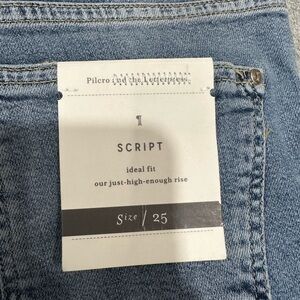 Pilcro and the Letterpress
¶
SCRIPT
ideal fit
our just-high-enough rise
Size / 25